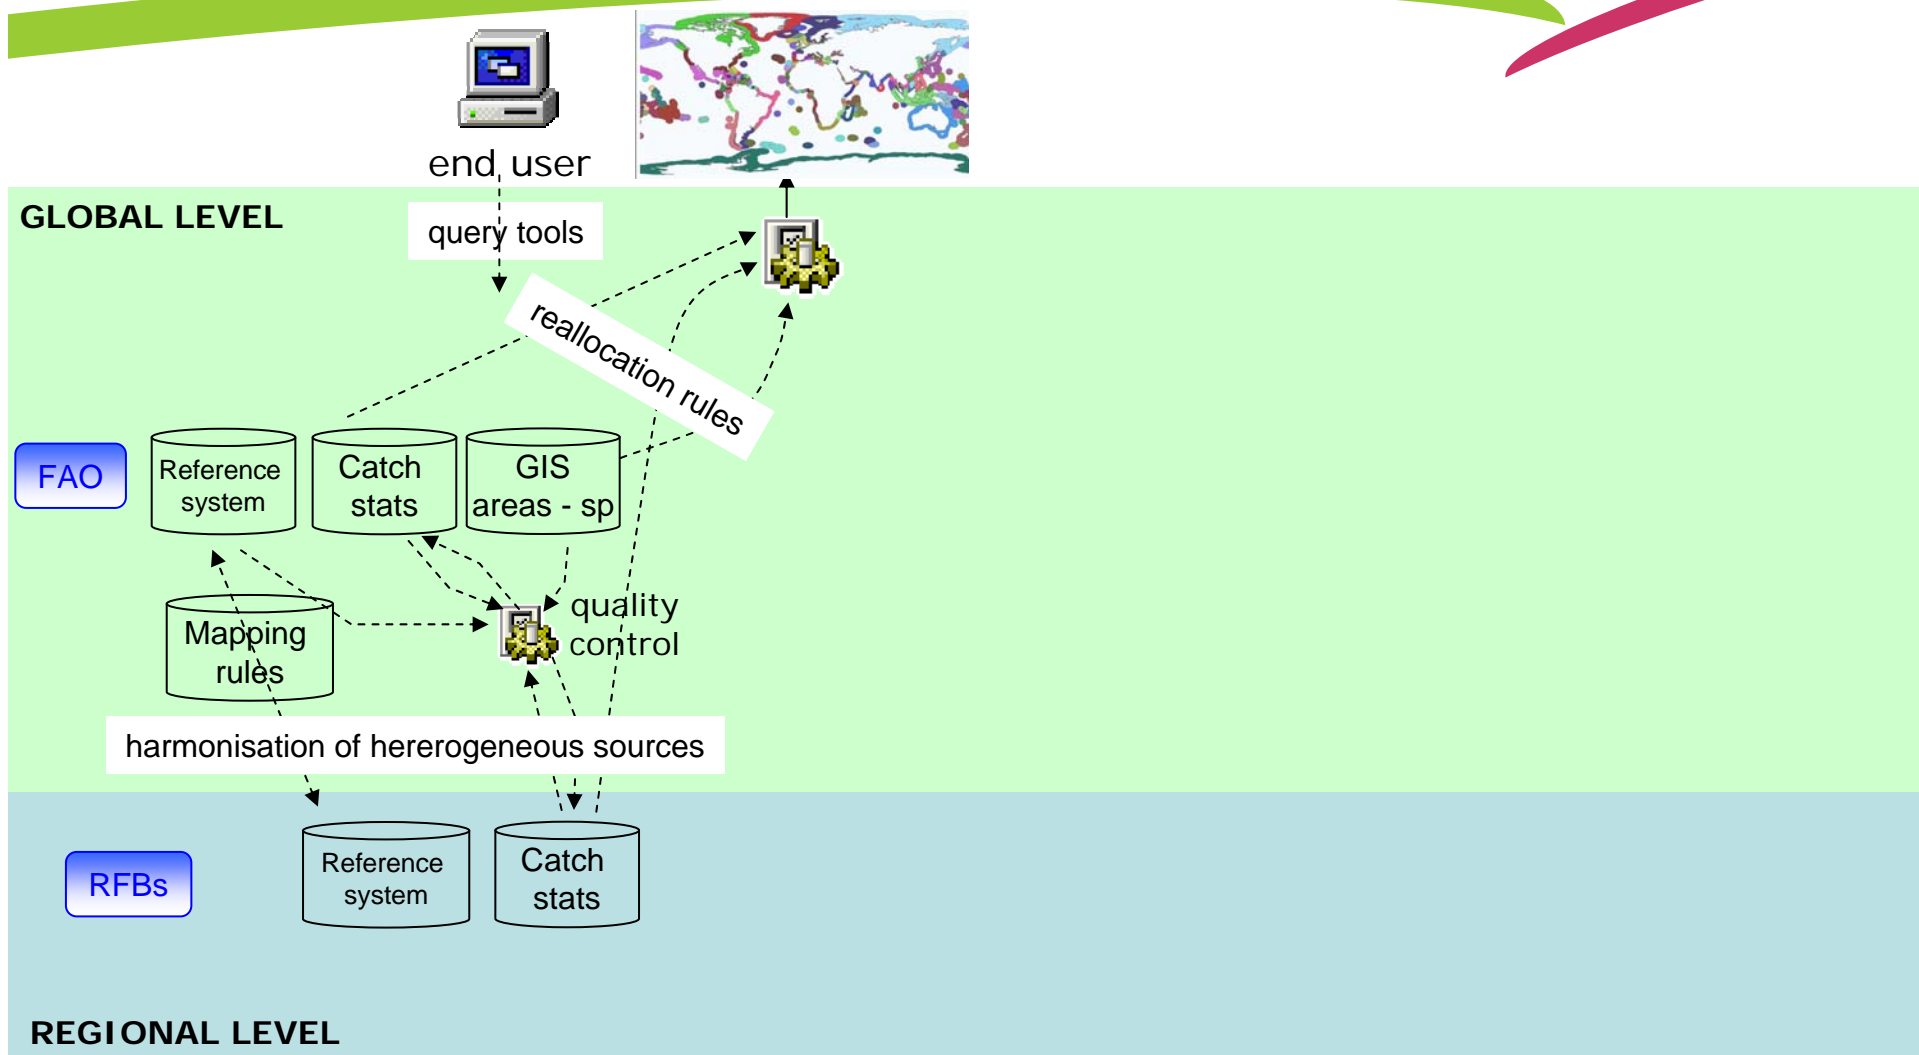 end user
GLOBAL LEVEL
query tools
reallocation rules
FAO
Reference
system
Catch
stats
GIS
areas - sp
quality
control
Mapping
rules
harmonisation of hererogeneous sources
RFBs
Reference
system
Catch
stats
REGIONAL LEVEL